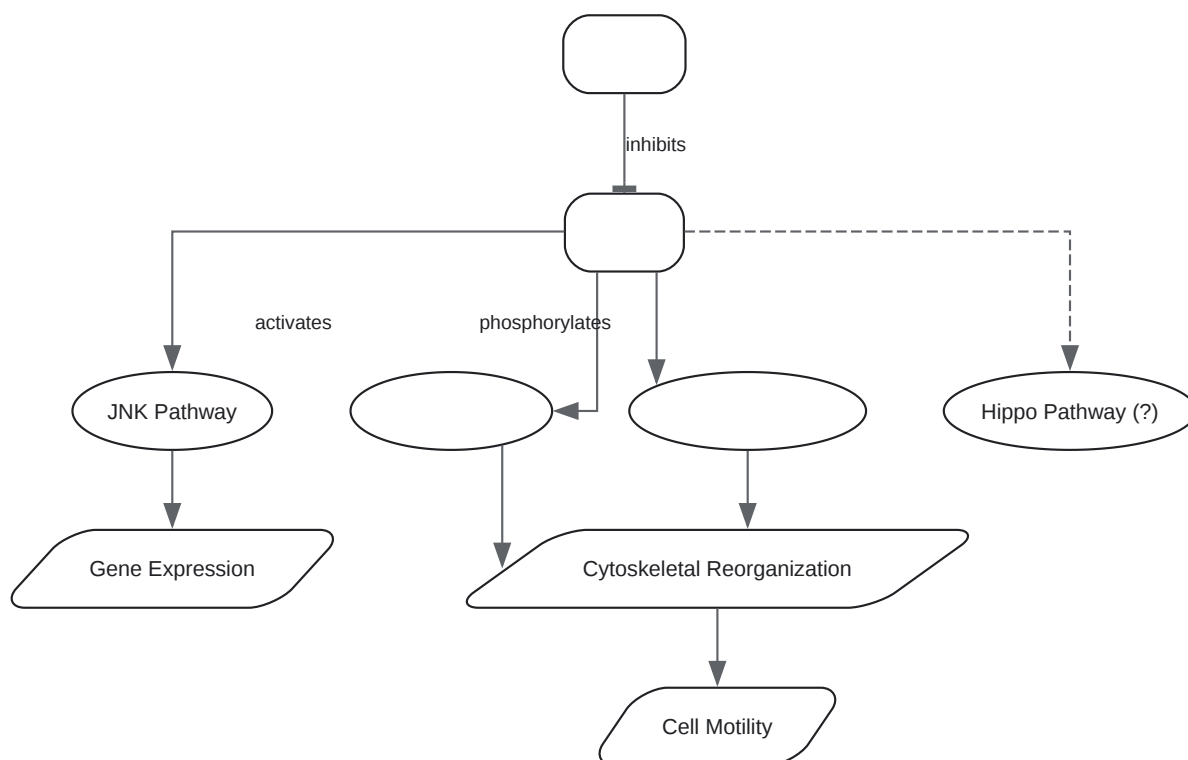 inhibits
activates
phosphorylates
JNK Pathway
Hippo Pathway (?)
Gene Expression
Cytoskeletal Reorganization
Cell Motility